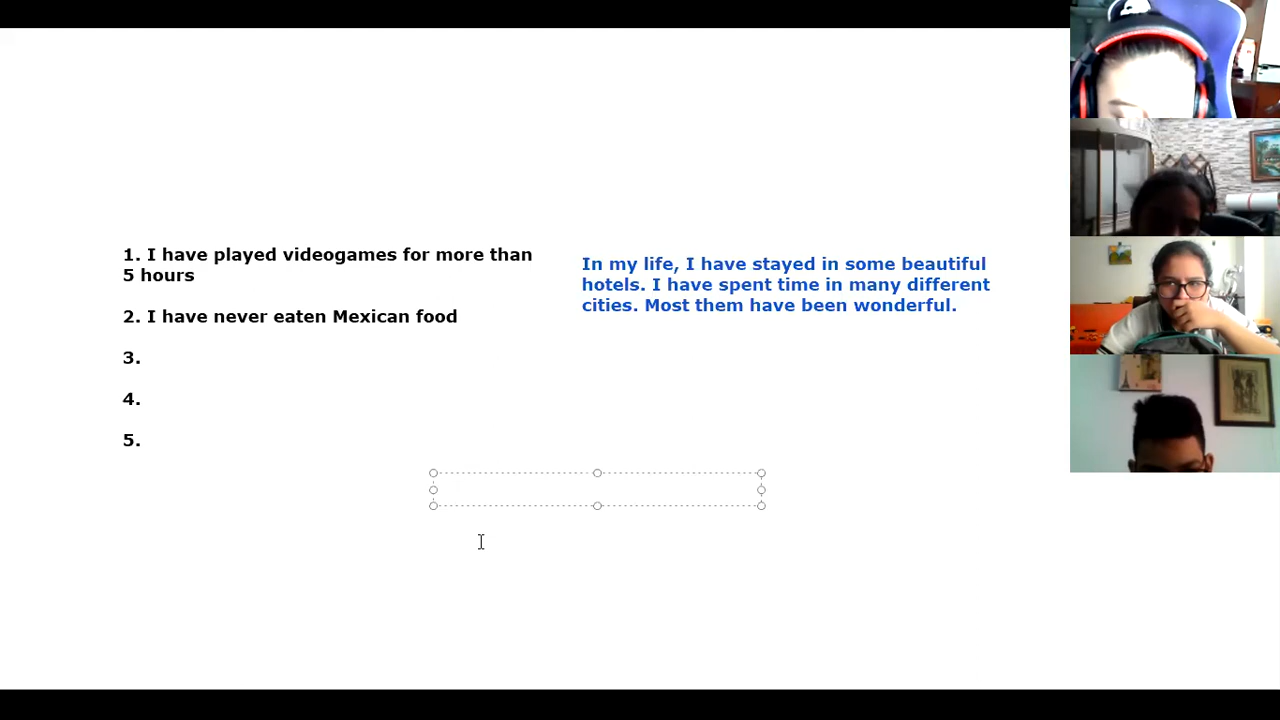 1. I have played videogames for more than
5 hours
2. I have never eaten Mexican food
3.
4.
5.
In my life, I have stayed in some beautiful
hotels. I have spent time in many different
cities. Most them have been wonderful.